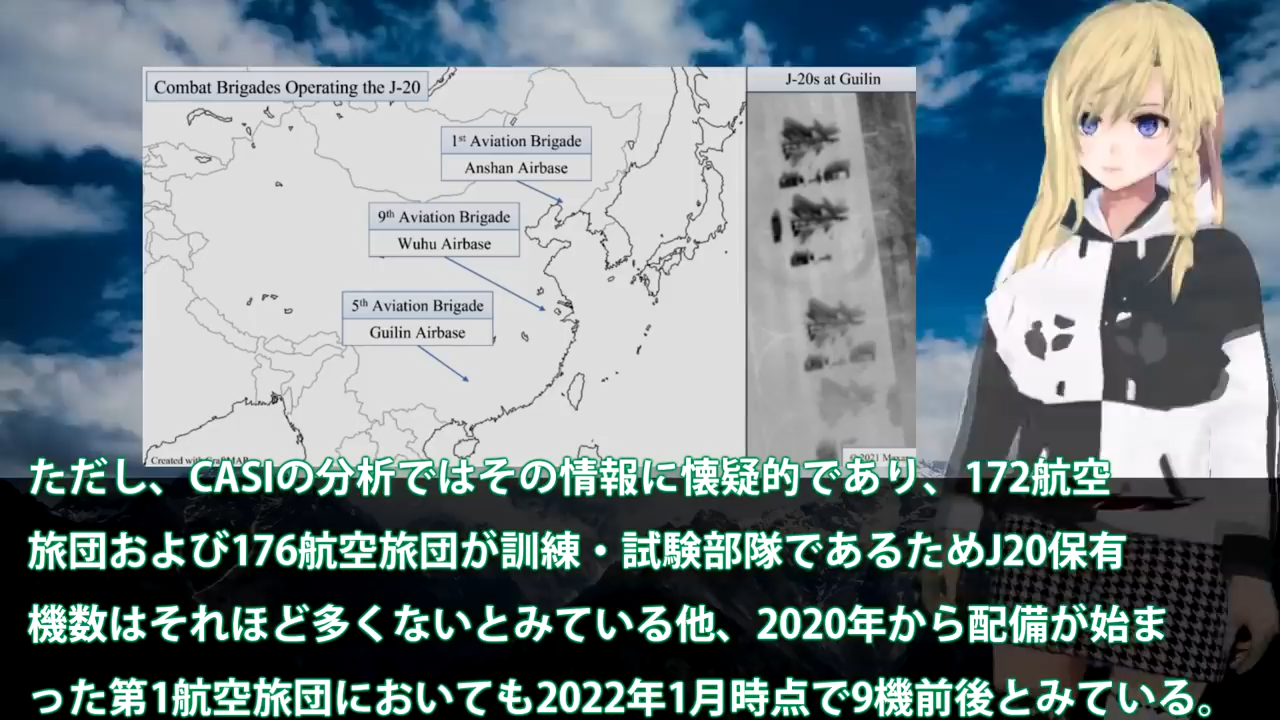 Combat Brigades Operating the J-20
J-20s at Guilin
1st Aviation Brigade
Anshan Airbase
9th Aviation Brigade
Wuhu Airbase
5th Aviation Brigade
Guilin Airbase
Created with
© 2021
ただし、CASIの分析ではその情報に懐疑的であり、172航空
旅団および176航空旅団が訓練・試験部隊であるためJ20保有
機数はそれほど多くないとみている他、2020年から配備が始ま
った第1航空旅団においても2022年1月時点で9機前後とみている。